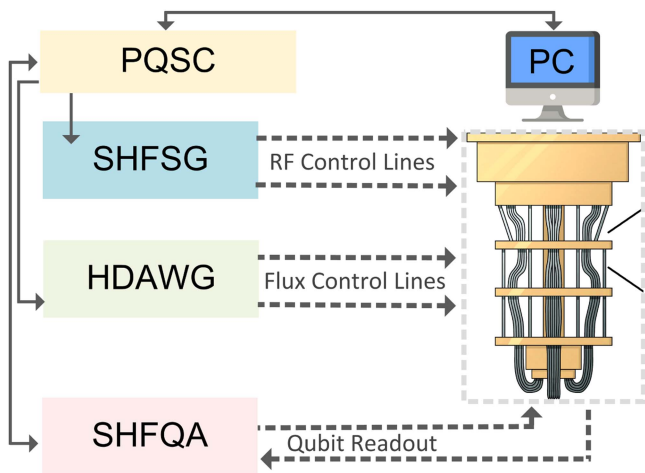 PQSC
PC
SHFSG
RF Control Lines
HDAWG
Flux Control Lines
SHFQA
Qubit Readout